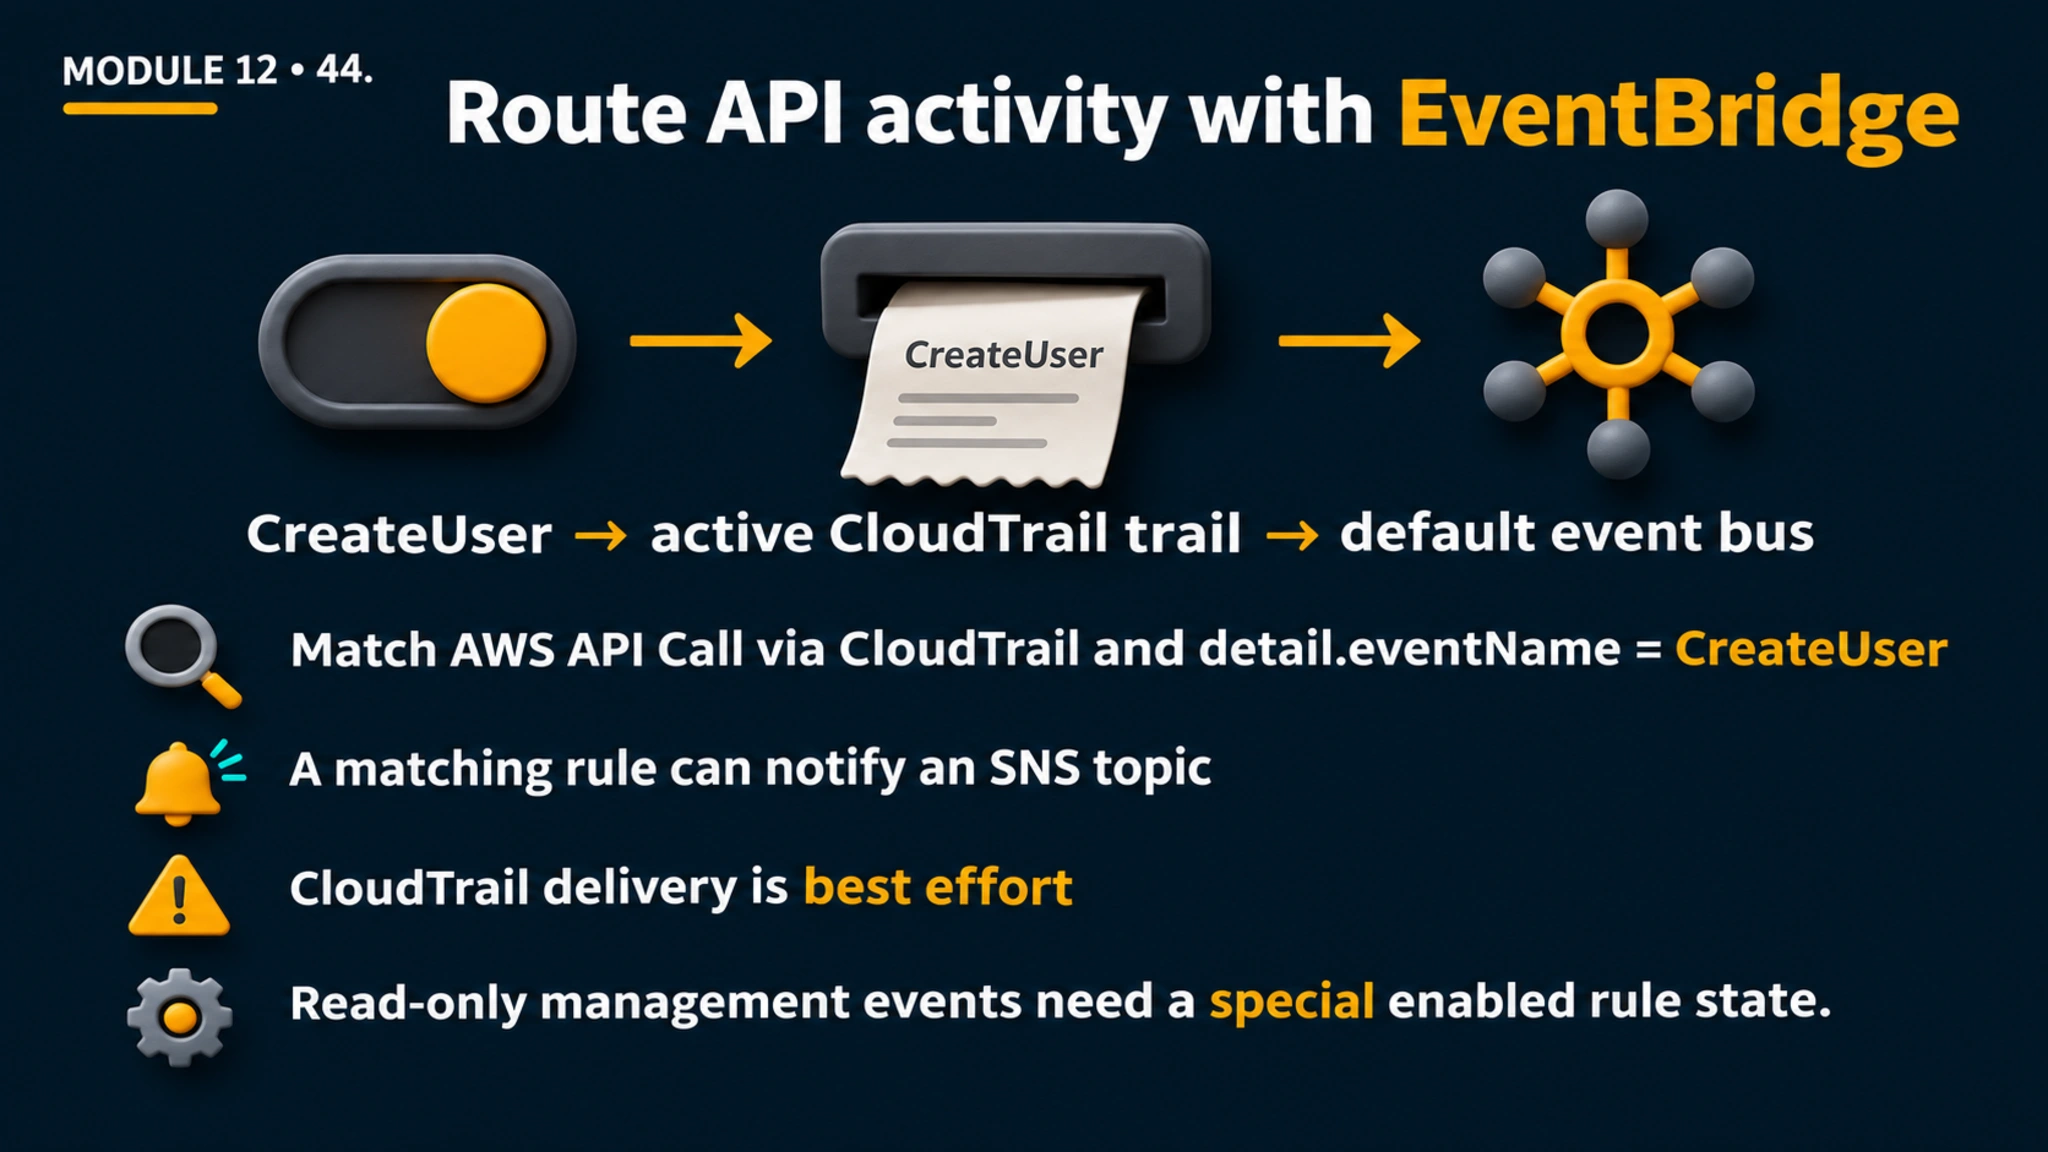 MODULE 12 • 44.
Route API activity with EventBridge
CreateUser
CreateUser → active CloudTrail trail → default event bus
Match AWS API Call via CloudTrail and detail.eventName = CreateUser
A matching rule can notify an SNS topic
CloudTrail delivery is best effort
Read-only management events need a special enabled rule state.